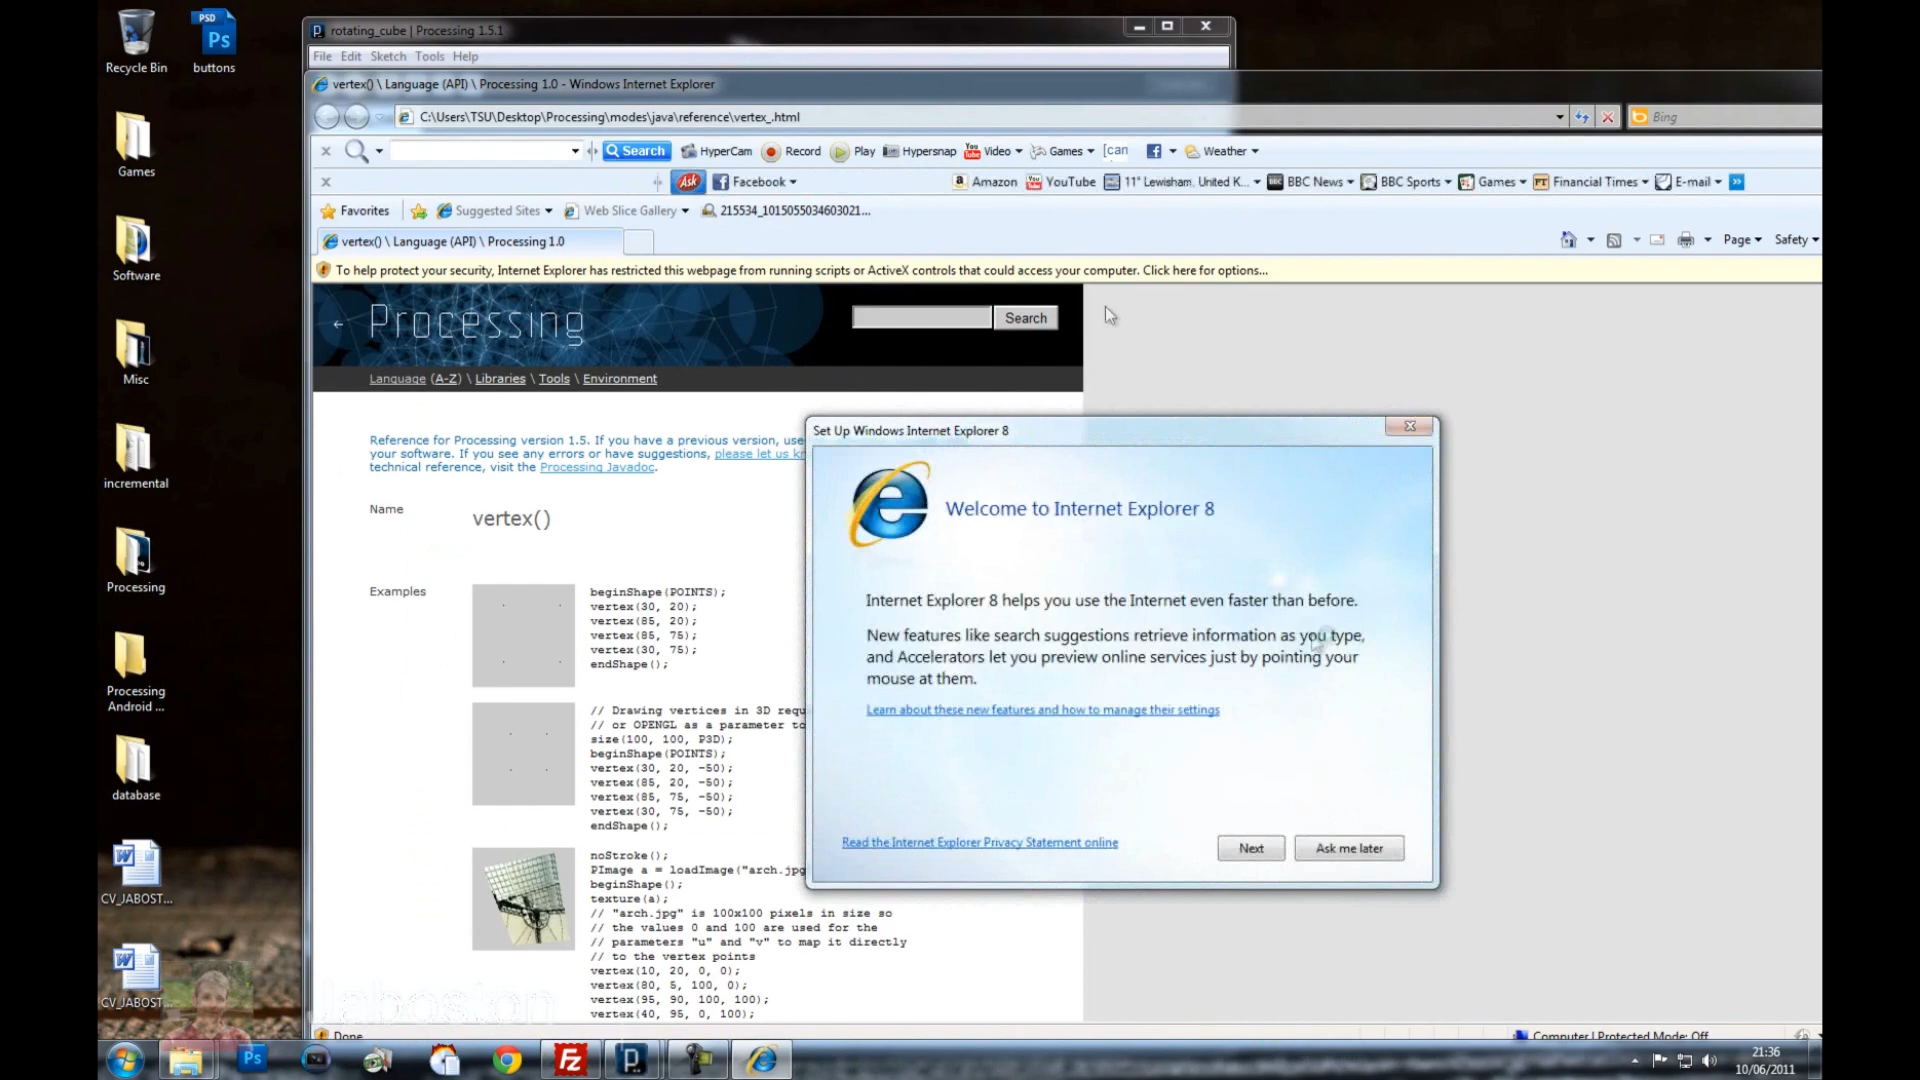 Recycle Bin
PSD
Ps
buttons
Games
Software
Misc
incremental
Processing
Processing
Android ...
database
CV_JABOST...
CV_JABOST...
rotating_cube | Processing 1.5.1
File Edit Sketch Tools Help
vertex() \ Language (API) \ Processing 1.0 - Windows Internet Explorer
C:\Users\TSU\Desktop\Processing\modes\java\reference\vertex_.html
Bing
Search HyperCam Record Play Hypersnap Video Games [can Weather
Ask Facebook Amazon YouTube 11° Lewisham, United K... BBC News BBC Sports Games Financial Times E-mail
Favorites Suggested Sites Web Slice Gallery 215534_1015055034603021...
vertex() \ Language (API) \ Processing 1.0
Page Safety
To help protect your security, Internet Explorer has restricted this webpage from running scripts or ActiveX controls that could access your computer. Click here for options...
Processing
Search
Language (A-Z) \ Libraries \ Tools \ Environment
Reference for Processing version 1.5. If you have a previous version, use
your software. If you see any errors or have suggestions, please let us kn
technical reference, visit the Processing Javadoc.
Name
vertex()
Examples
beginShape(POINTS);
vertex(30, 20);
vertex(85, 20);
vertex(85, 75);
vertex(30, 75);
endShape();
// Drawing vertices in 3D requ
// or OPENGL as a parameter to
size(100, 100, P3D);
beginShape(POINTS);
vertex(30, 20, -50);
vertex(85, 20, -50);
vertex(85, 75, -50);
vertex(30, 75, -50);
endShape();
noStroke();
PImage a = loadImage("arch.jpg
beginShape();
texture(a);
// "arch.jpg" is 100x100 pixels in size so
// the values 0 and 100 are used for the
// parameters "u" and "v" to map it directly
// to the vertex points
vertex(10, 20, 0, 0);
vertex(80, 5, 100, 0);
vertex(95, 90, 100, 100);
vertex(40, 95, 0, 100);
Set Up Windows Internet Explorer 8
Welcome to Internet Explorer 8
Internet Explorer 8 helps you use the Internet even faster than before.
New features like search suggestions retrieve information as you type,
and Accelerators let you preview online services just by pointing your
mouse at them.
Learn about these new features and how to manage their settings
Read the Internet Explorer Privacy Statement online
Next
Ask me later
Jaboston
Done
Computer | Protected Mode: Off
21:36
10/06/2011